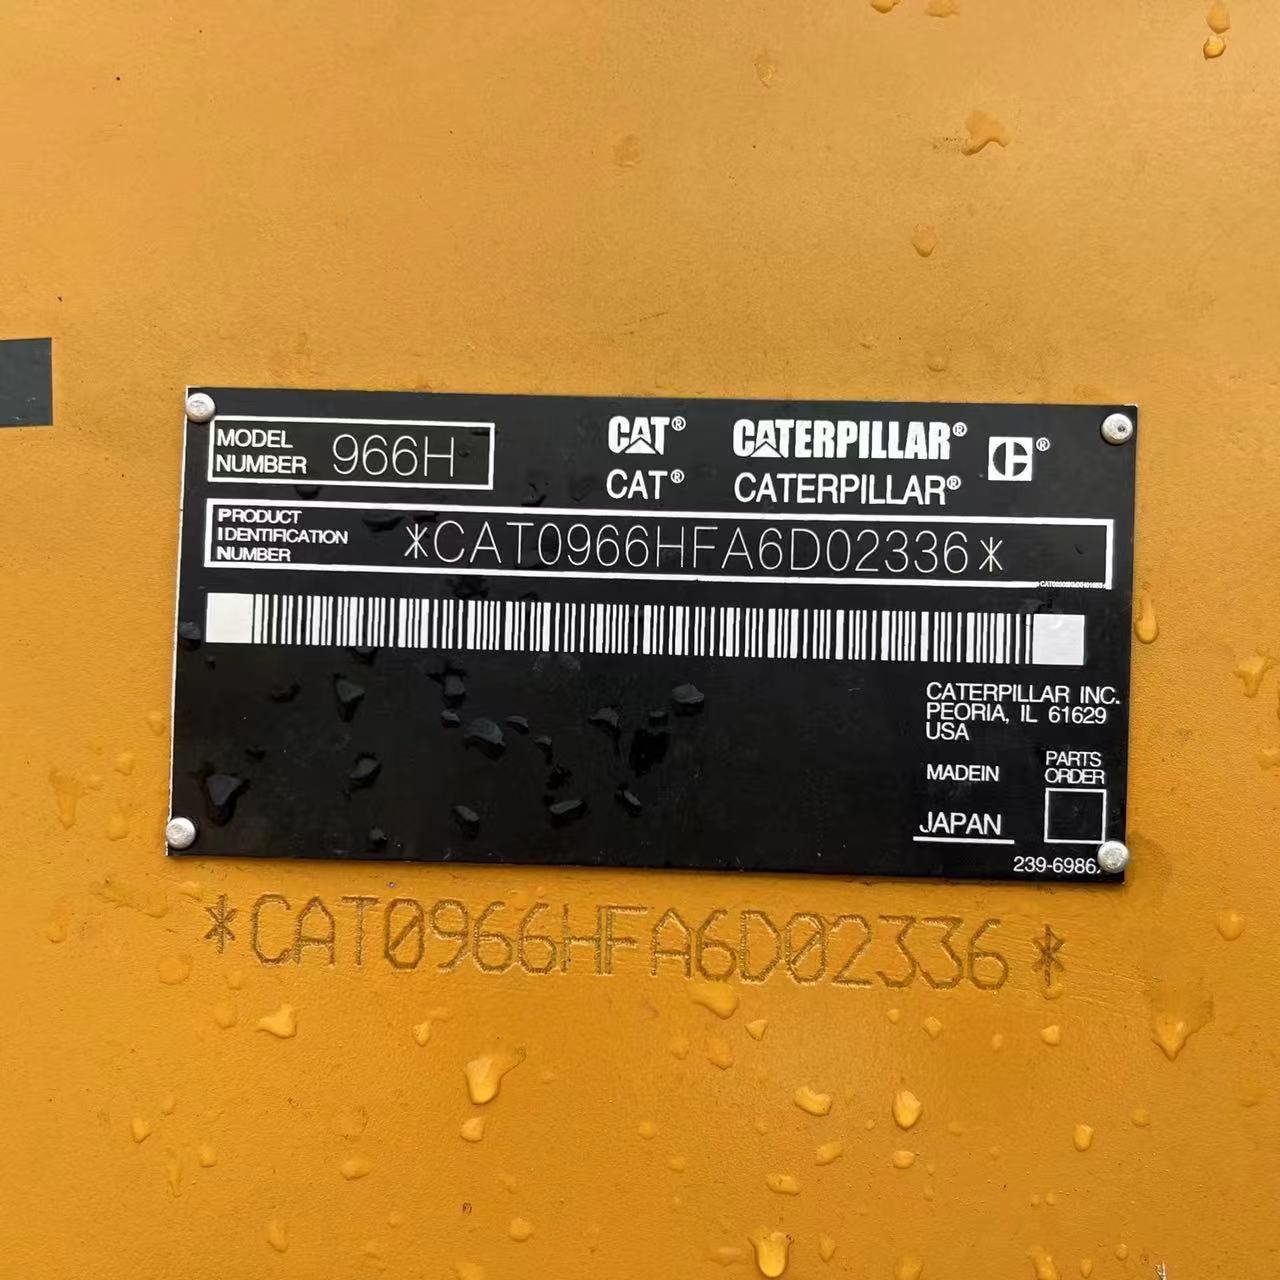 MODEL NUMBER 966H
CAT® CATERPILLAR® ®
CAT® CATERPILLAR®
PRODUCT IDENTIFICATION NUMBER *CAT0966HFA6D02336*
CATERPILLAR INC.
PEORIA, IL 61629
USA
MADEIN
JAPAN
PARTS
ORDER
239-6986
*CAT0966HFA6D02336*